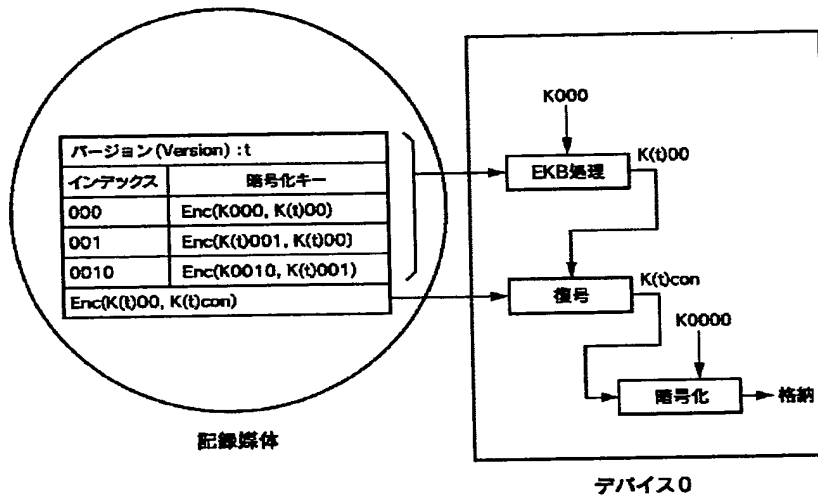 バージョン(Version):t
インデックス 暗号化キー
000 Enc(K000, K(t)00)
001 Enc(K(t)001, K(t)00)
0010 Enc(K0010, K(t)001)
Enc(K(t)00, K(t)con)
記録媒体
K000
EKB処理
K(t)00
復号
K(t)con
K0000
暗号化
格納
デバイス0